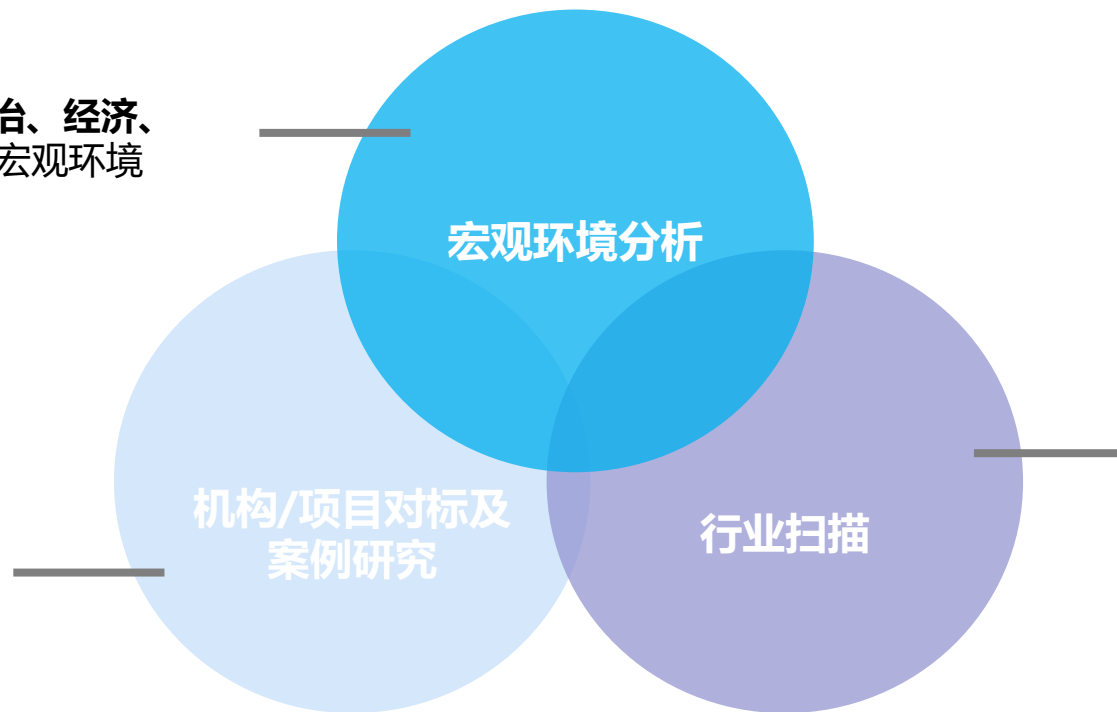 治、经济、
宏观环境
宏观环境分析
机构/项目对标及
案例研究
行业扫描